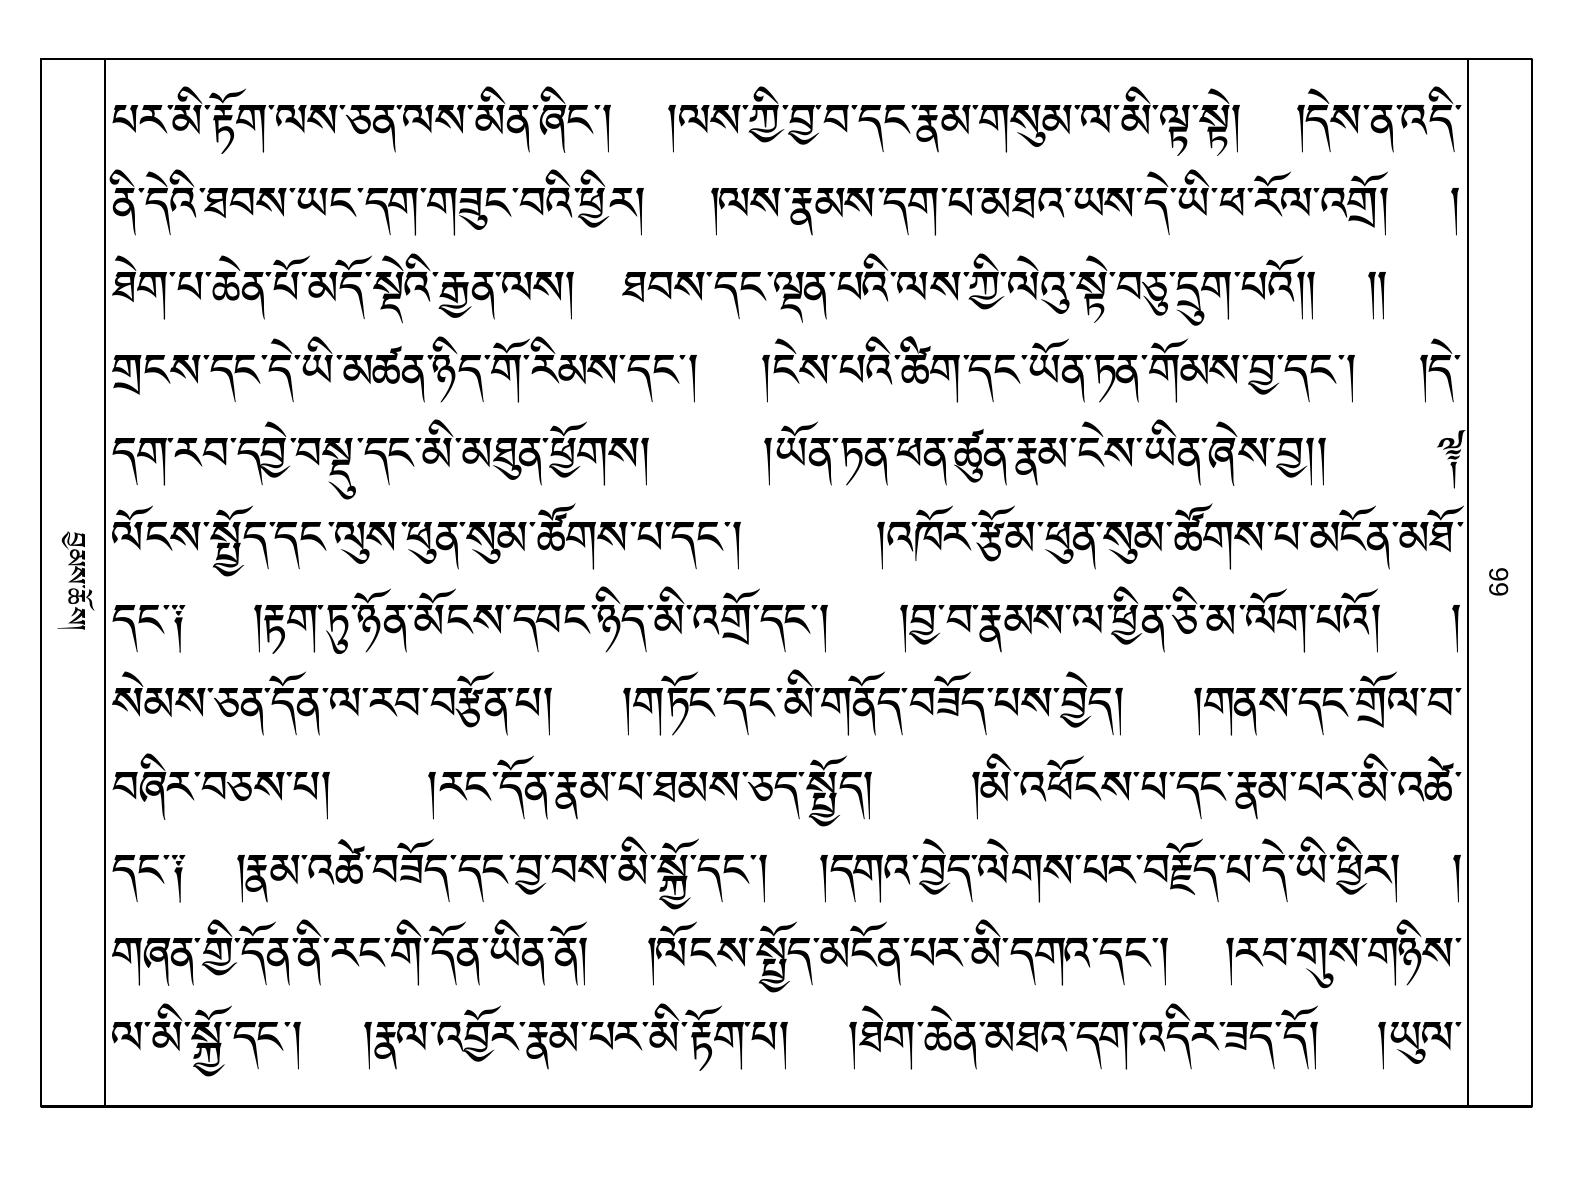 པར་མི་རྟོག་ལས་ཅན་ལས་མིན་ཞིང་། །ལས་ཀྱི་བྱ་བ་དང་རྣམ་གསུམ་ལ་མི་ལྟ་སྟེ། །དེས་ན་འདི་
ནི་དེའི་ཐབས་ཡང་དག་གཟུང་བའི་ཕྱིར། །ལས་རྣམས་དག་པ་མཐའ་ཡས་དེ་ཡི་ཕ་རོལ་འགྲོ། །
ཐེག་པ་ཆེན་པོ་མདོ་སྡེའི་རྒྱན་ལས། ཐབས་དང་ལྡན་པའི་ལས་ཀྱི་ལེའུ་སྟེ་བཅུ་དྲུག་པའོ།། །།
གྲངས་དང་དེ་ཡི་མཚན་ཉིད་གོ་རིམས་དང་། །ངེས་པའི་ཚིག་དང་ཡོན་ཏན་གོམས་བྱ་དང་། །དེ་
དག་རབ་དབྱེ་བསྡུ་དང་མི་མཐུན་ཕྱོགས། །ཡོན་ཏན་ཕན་ཚུན་རྣམ་ངེས་ཡིན་ཞེས་བྱ།། ༈
ལོངས་སྤྱོད་དང་ལུས་ཕུན་སུམ་ཚོགས་པ་དང་། །འཁོར་རྩོམ་ཕུན་སུམ་ཚོགས་པ་མངོན་མཐོ་
དང་༑ །རྟག་ཏུ་ཉོན་མོངས་དབང་ཉིད་མི་འགྲོ་དང་། །བྱ་བ་རྣམས་ལ་ཕྱིན་ཅི་མ་ལོག་པའོ། །
སེམས་ཅན་དོན་ལ་རབ་བརྩོན་པ། །གཏོང་དང་མི་གནོད་བཟོད་པས་བྱེད། །གནས་དང་གྲོལ་བ་
བཞིར་བཅས་པ། །རང་དོན་རྣམ་པ་ཐམས་ཅད་སྤྱོད། །མི་འཕོངས་པ་དང་རྣམ་པར་མི་འཚེ་
དང་༑ །རྣམ་འཚེ་བཟོད་དང་བྱ་བས་མི་སྐྱོ་དང་། །དགའ་བྱེད་ལེགས་པར་བརྗོད་པ་དེ་ཡི་ཕྱིར། །
གཞན་གྱི་དོན་ནི་རང་གི་དོན་ཡིན་ནོ། །ལོངས་སྤྱོད་མངོན་པར་མི་དགའ་དང་། །རབ་གུས་གཉིས་
ལ་མི་སྐྱོ་དང་། །རྣལ་འབྱོར་རྣམ་པར་མི་རྟོག་པ། །ཐེག་ཆེན་མཐའ་དག་འདིར་ཟད་དོ། །ཡུལ་
བྱམས་ཆོས།
99